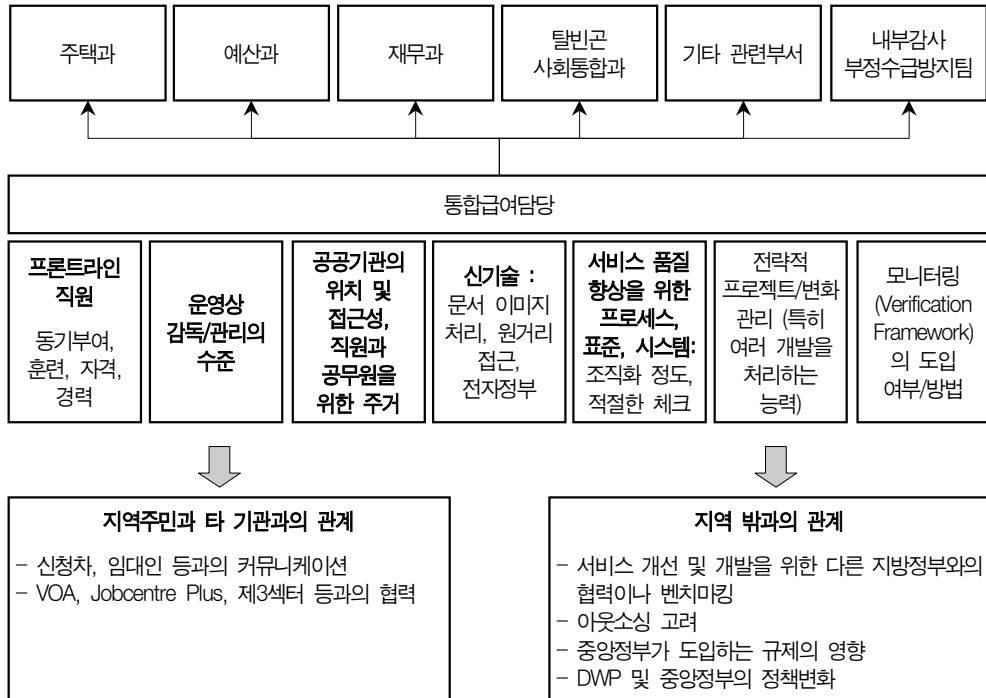 주택과
예산과
재무과
탈빈곤
사회통합과
기타 관련부서
내부감사
부정수급방지팀
통합급여담당
프론트라인
직원
동기부여,
훈련, 자격,
경력
운영상
감독/관리의
수준
공공기관의
위치 및
접근성,
직원과
공무원을
위한 주거
신기술 :
문서 이미지
처리, 원거리
접근,
전자정부
서비스 품질
향상을 위한
프로세스,
표준, 시스템:
조직화 정도,
적절한 체크
전략적
프로젝트/변화
관리 (특히
여러 개발을
처리하는
능력)
모니터링
(Verification
Framework)
의 도입
여부/방법
지역주민과 타 기관과의 관계
- 신청차, 임대인 등과의 커뮤니케이션
- VOA, Jobcentre Plus, 제3섹터 등과의 협력
지역 밖과의 관계
- 서비스 개선 및 개발을 위한 다른 지방정부와의
협력이나 벤치마킹
- 아웃소싱 고려
- 중앙정부가 도입하는 규제의 영향
- DWP 및 중앙정부의 정책변화